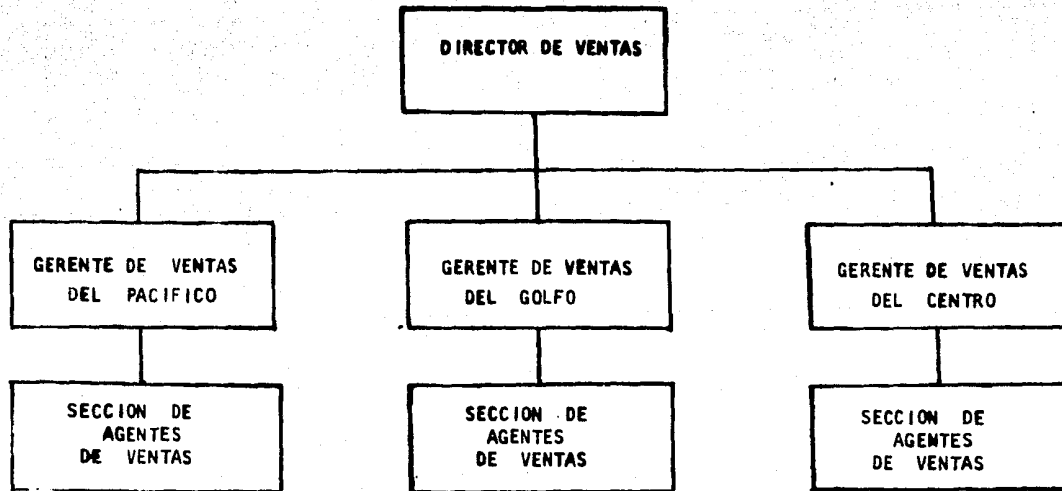 DIRECTOR DE VENTAS
GERENTE DE VENTAS
DEL PACIFICO
GERENTE DE VENTAS
DEL GOLFO
GERENTE DE VENTAS
DEL CENTRO
SECCION DE
AGENTES
DE VENTAS
SECCION DE
AGENTES
DE VENTAS
SECCION DE
AGENTES
DE VENTAS